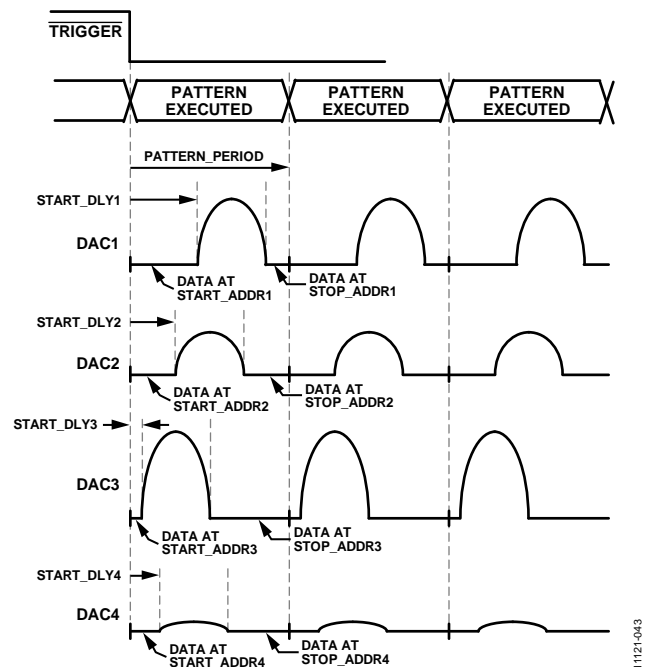 TRIGGER
PATTERN
EXECUTED
PATTERN
EXECUTED
PATTERN
EXECUTED
PATTERN_PERIOD
START_DLY1
DAC1
DATA AT
START_ADDR1
DATA AT
STOP_ADDR1
START_DLY2
DAC2
DATA AT
START_ADDR2
DATA AT
STOP_ADDR2
START_DLY3
DAC3
DATA AT
START_ADDR3
DATA AT
STOP_ADDR3
START_DLY4
DAC4
DATA AT
START_ADDR4
DATA AT
STOP_ADDR4
11121-043